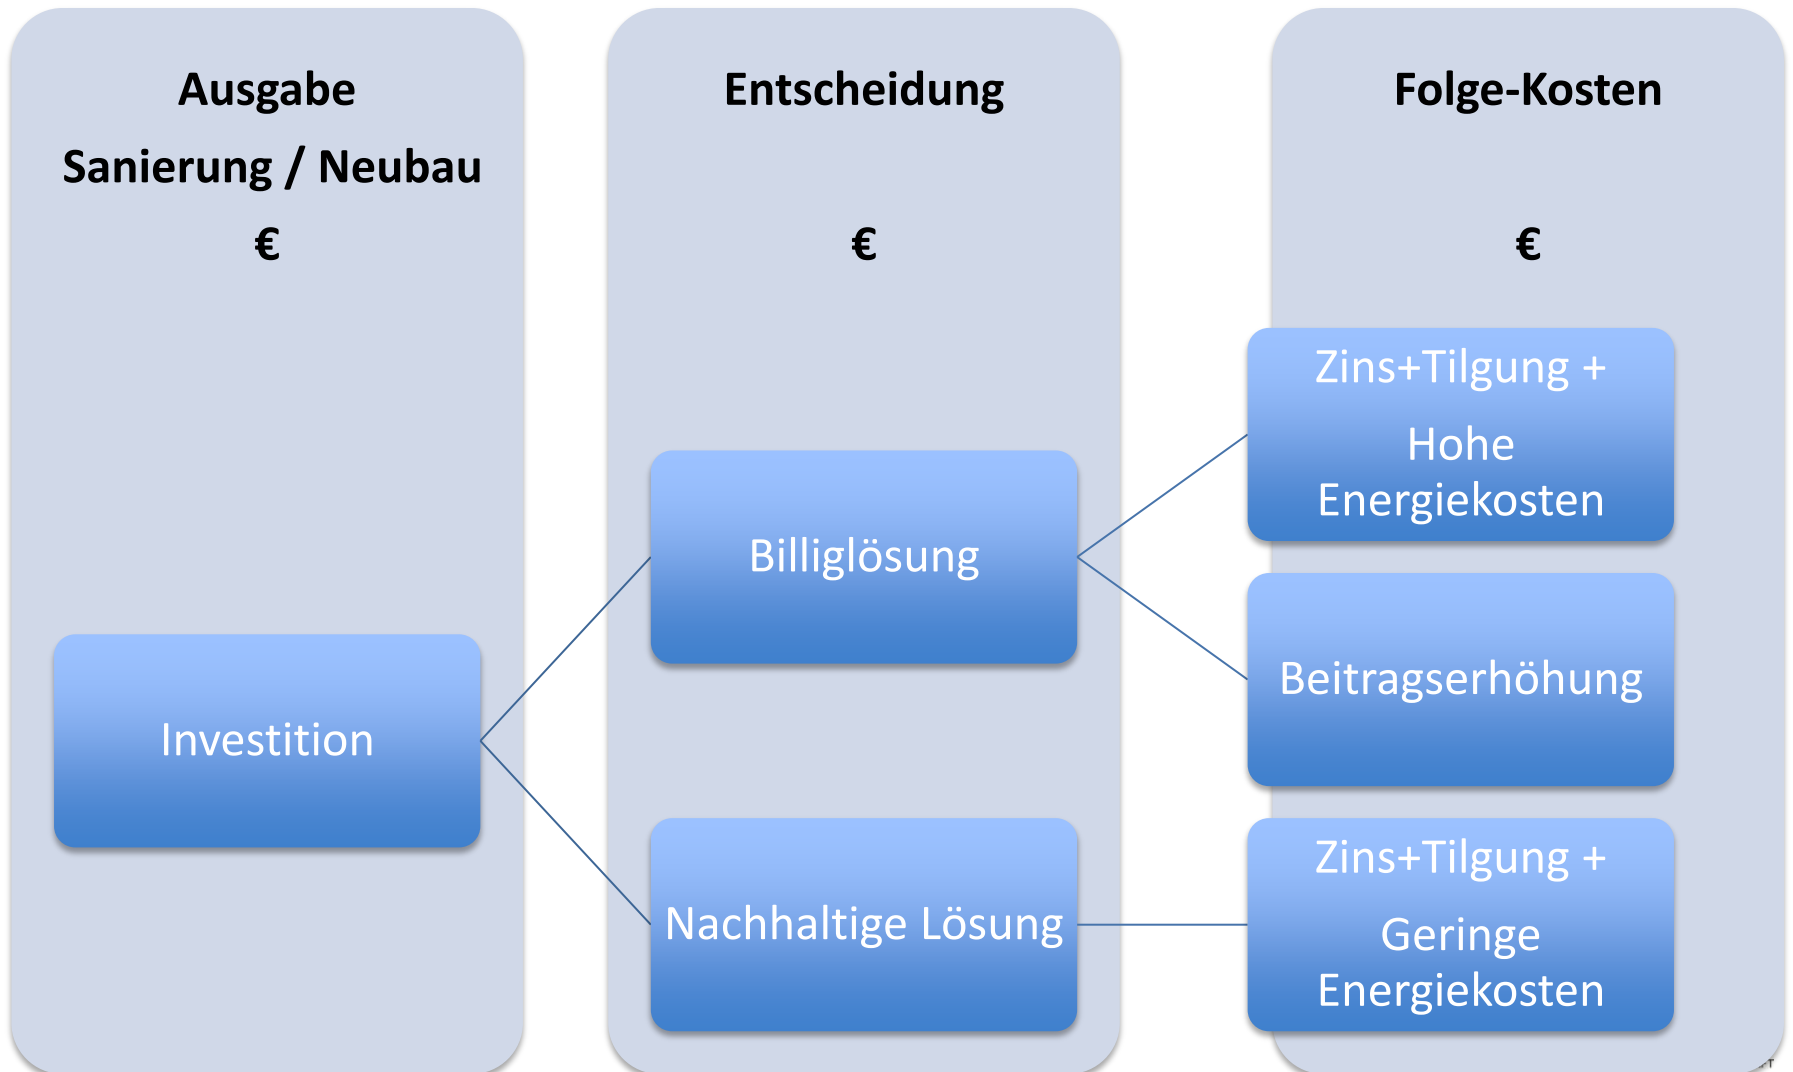 Ausgabe
Sanierung / Neubau
€
Entscheidung
€
Folge-Kosten
€
Investition
Billiglösung
Nachhaltige Lösung
Zins+Tilgung +
Hohe
Energiekosten
Beitragserhöhung
Zins+Tilgung +
Geringe
Energiekosten